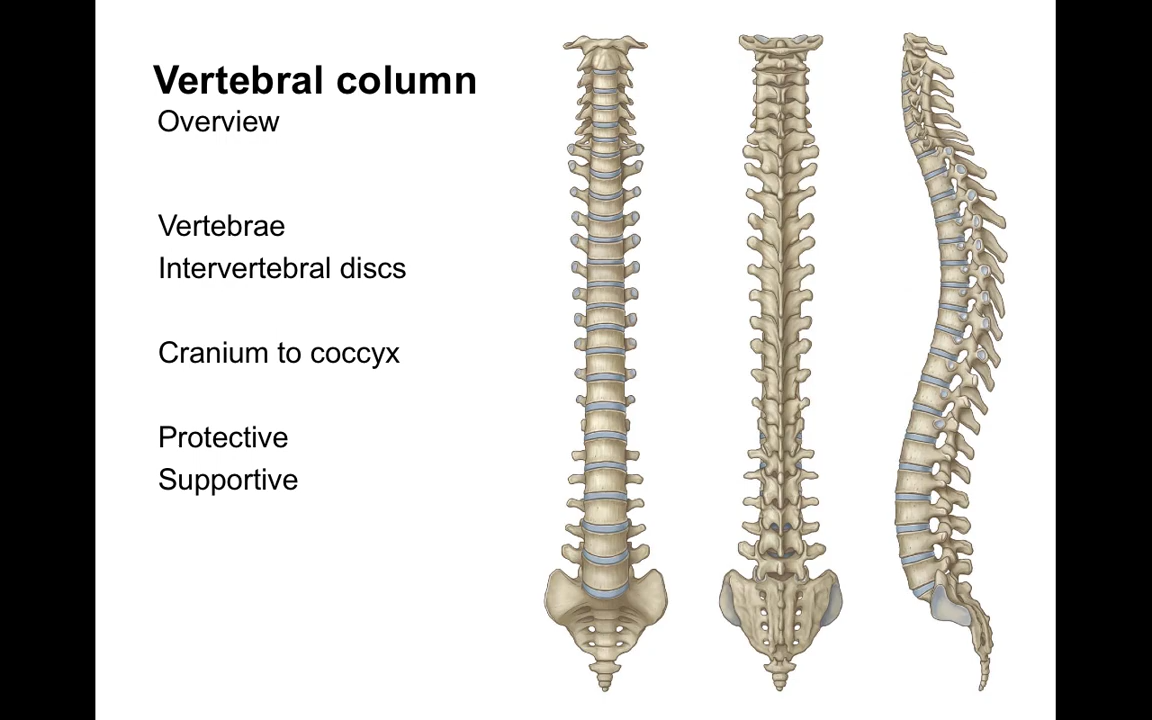 Vertebral column
Overview
Vertebrae
Intervertebral discs
Cranium to coccyx
Protective
Supportive